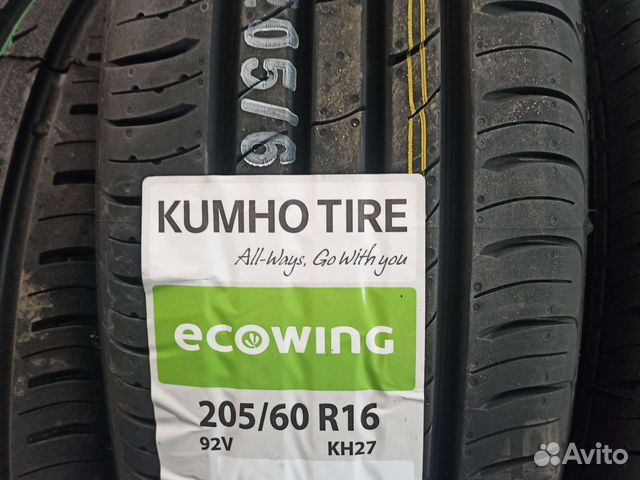 205/6
KUMHO TIRE
All-Ways, Go With you
ecowing
205/60 R16
92V KH27
Avito